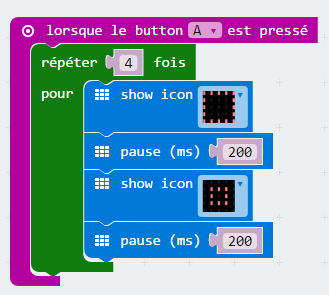 lorsque le button A est pressé
répéter 4 fois
pour show icon
pause (ms) 200
show icon
pause (ms) 200